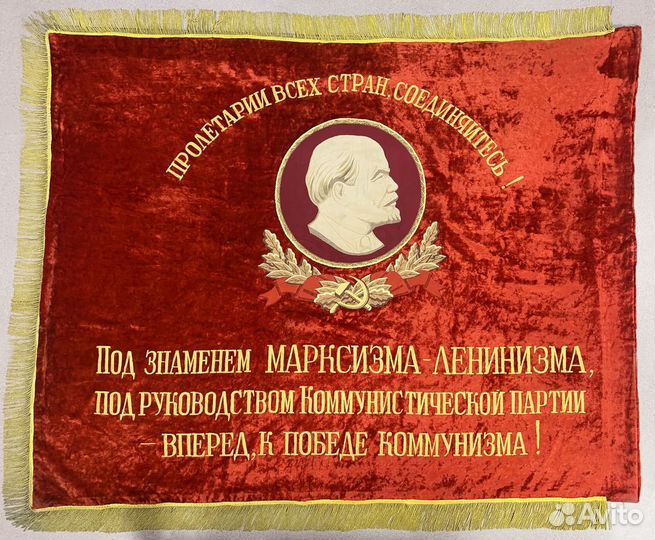 ПРОЛЕТАРИИ ВСЕХ СТРАН, СОЕДИНЯЙТЕСЬ!
Под знаменем МАРКСИЗМА-ЛЕНИНИЗМА,
под руководством Коммунистической партии
— вперед, к победе коммунизма!
Avito